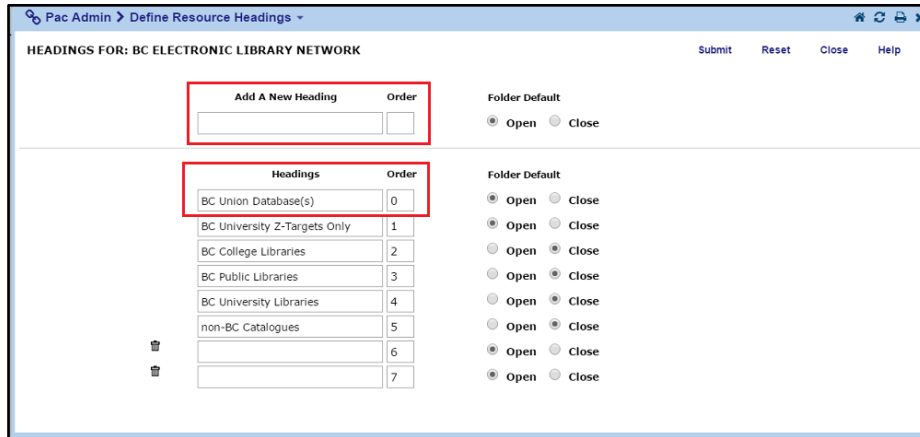 Pac Admin > Define Resource Headings
HEADINGS FOR: BC ELECTRONIC LIBRARY NETWORK Submit Reset Close Help
Add A New Heading Order Folder Default
Open Close
Headings Order Folder Default
BC Union Database(s) 0 Open Close
BC University Z-Targets Only 1 Open Close
BC College Libraries 2 Open Close
BC Public Libraries 3 Open Close
BC University Libraries 4 Open Close
non-BC Catalogues 5 Open Close
6 Open Close
7 Open Close